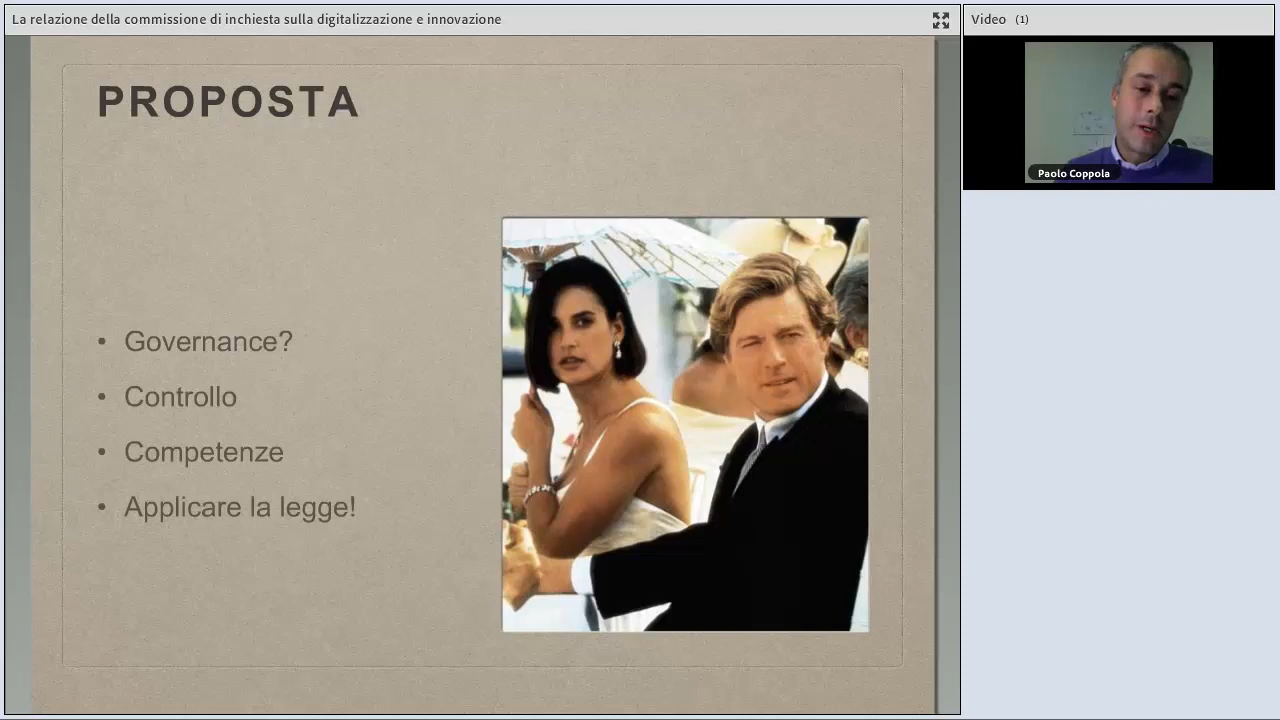 La relazione della commissione di inchiesta sulla digitalizzazione e innovazione
Video (1)
PROPOSTA
• Governance?
• Controllo
• Competenze
• Applicare la legge!
Paolo Coppola